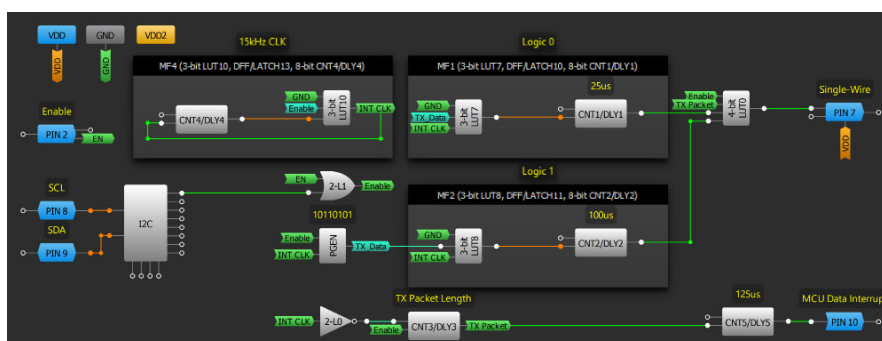 VDD GND VDD2
VDD GND
15kHz CLK
MF4 (3-bit LUT10, DFF/LATCH13, 8-bit CNT4/DLY4)
GND
Enable
CNT4/DLY4
3-bit LUT10
INT CLK
Logic 0
MF1 (3-bit LUT7, DFF/LATCH10, 8-bit CNT1/DLY1)
25us
GND
TX_Data
INT CLK
3-bit LUT7
CNT1/DLY1
Enable
TX Packet
4-bit LUT0
Single-Wire
PIN 7
VDD
Enable
PIN 2
EN
SCL
PIN 8
SDA
PIN 9
I2C
EN
2-L1
Enable
10110101
Enable
INT CLK
PGEN
TX_Data
Logic 1
MF2 (3-bit LUT8, DFF/LATCH11, 8-bit CNT2/DLY2)
100us
GND
INT CLK
3-bit LUT8
CNT2/DLY2
TX Packet Length
INT CLK
2-L0
Enable
CNT3/DLY3
TX Packet
125us
CNT5/DLY5
MCU Data Interrup
PIN 10